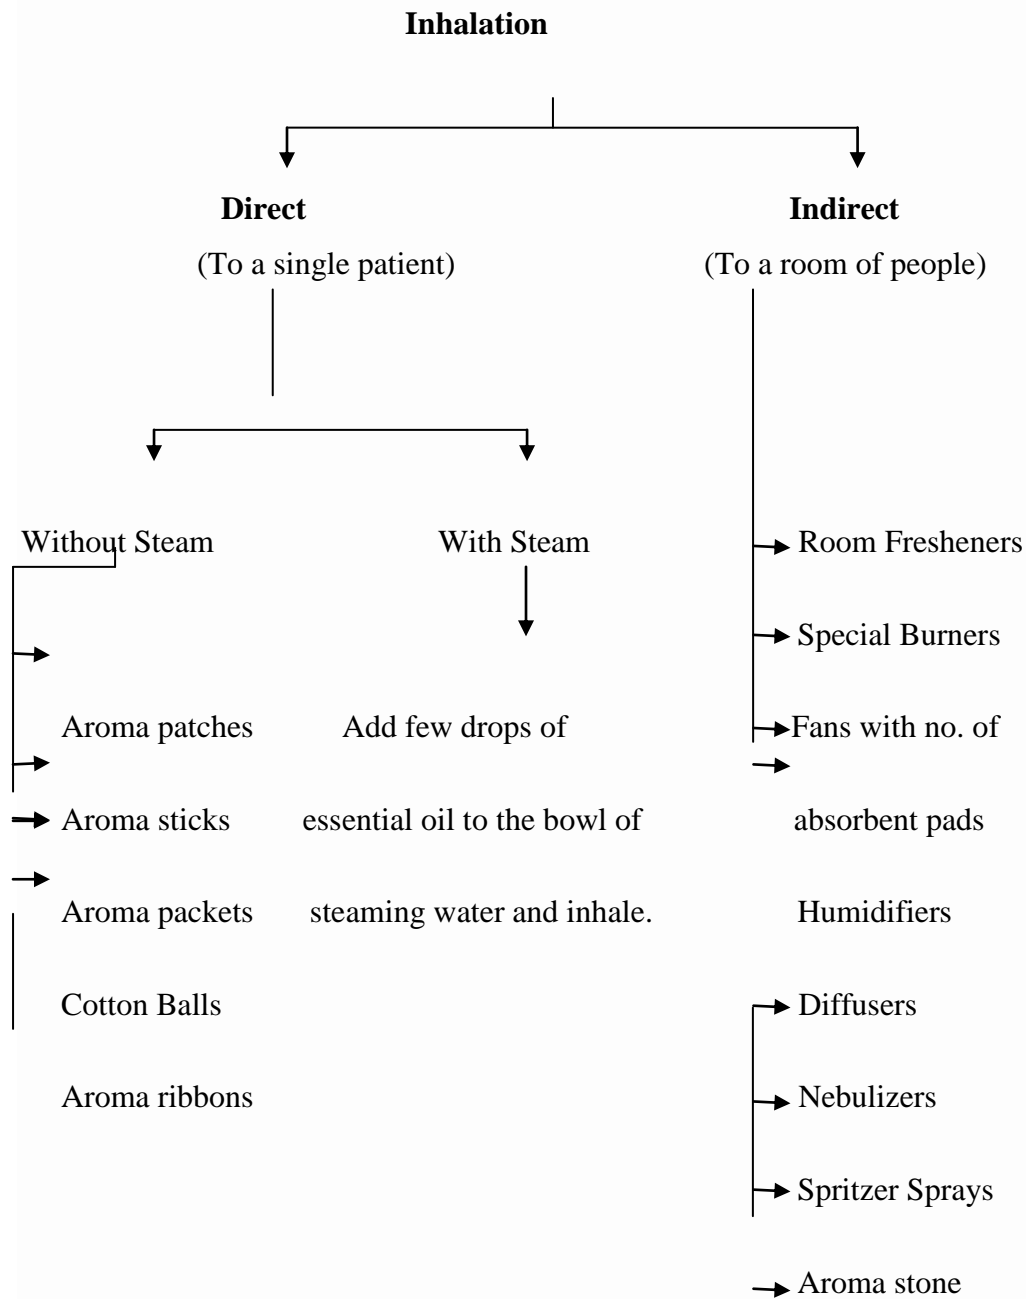 Inhalation
Direct
(To a single patient)
Indirect
(To a room of people)
Without Steam
Aroma patches
Aroma sticks
Aroma packets
Cotton Balls
Aroma ribbons
With Steam
Add few drops of
essential oil to the bowl of
steaming water and inhale.
Room Fresheners
Special Burners
Fans with no. of
absorbent pads
Humidifiers
Diffusers
Nebulizers
Spritzer Sprays
Aroma stone